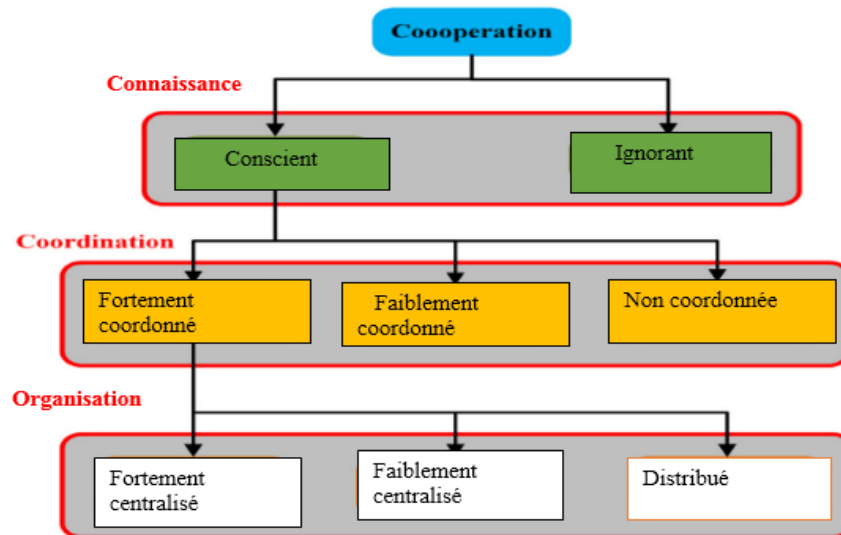 Coooperation
Connaissance
Conscient
Ignorant
Coordination
Fortement
coordonné
Faiblement
coordonné
Non coordonnée
Organisation
Fortement
centralisé
Faiblement
centralisé
Distribué